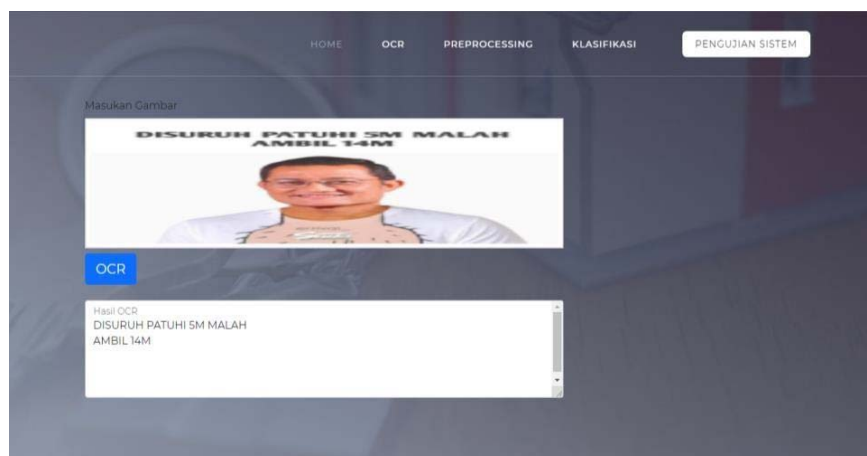 HOME OCR PREPROCESSING KLASIFIKASI PENGUJIAN SISTEM
Masukan Gambar
DISURUH PATUHI 5M MALAH
AMBIL 14M
OCR
Hasil OCR
DISURUH PATUHI 5M MALAH
AMBIL 14M